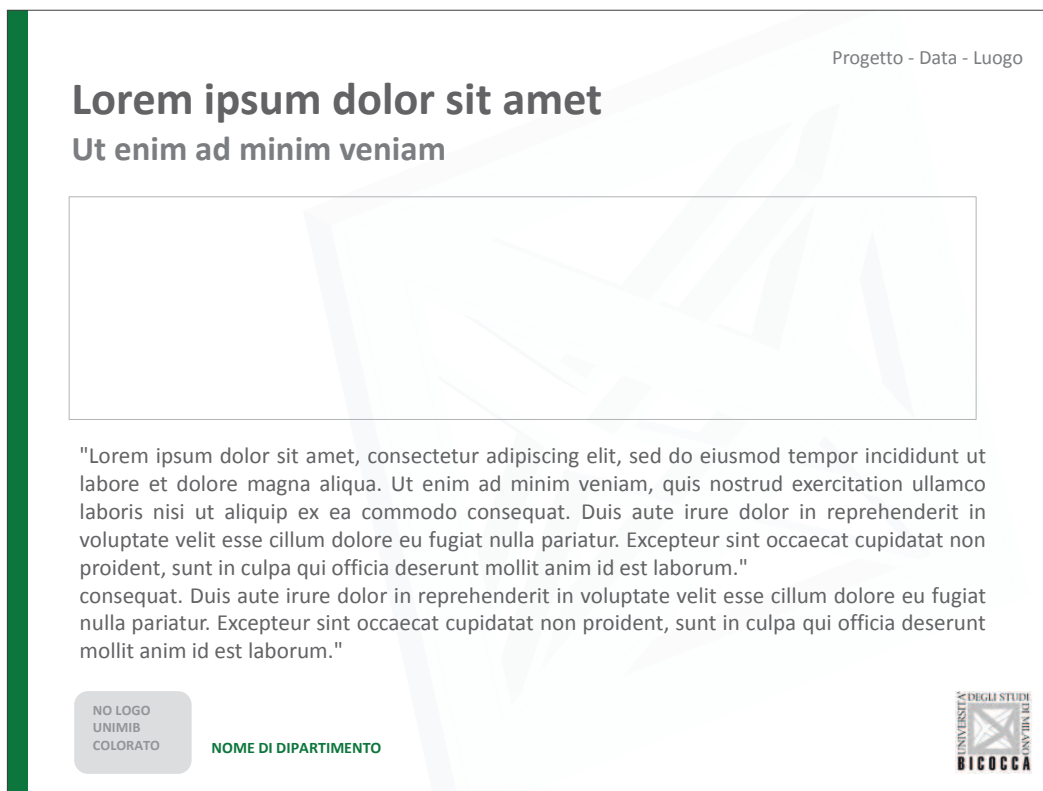 Progetto - Data - Luogo
Lorem ipsum dolor sit amet
Ut enim ad minim veniam
"Lorem ipsum dolor sit amet, consectetur adipiscing elit, sed do eiusmod tempor incididunt ut
labore et dolore magna aliqua. Ut enim ad minim veniam, quis nostrud exercitation ullamco
laboris nisi ut aliquip ex ea commodo consequat. Duis aute irure dolor in reprehenderit in
voluptate velit esse cillum dolore eu fugiat nulla pariatur. Excepteur sint occaecat cupidatat non
proident, sunt in culpa qui officia deserunt mollit anim id est laborum."
consequat. Duis aute irure dolor in reprehenderit in voluptate velit esse cillum dolore eu fugiat
nulla pariatur. Excepteur sint occaecat cupidatat non proident, sunt in culpa qui officia deserunt
mollit anim id est laborum."
NO LOGO
UNIMIB
COLORATO
NOME DI DIPARTIMENTO
UNIVERSITA'
DEGLI STUDI
DI MILANO
BICOCCA